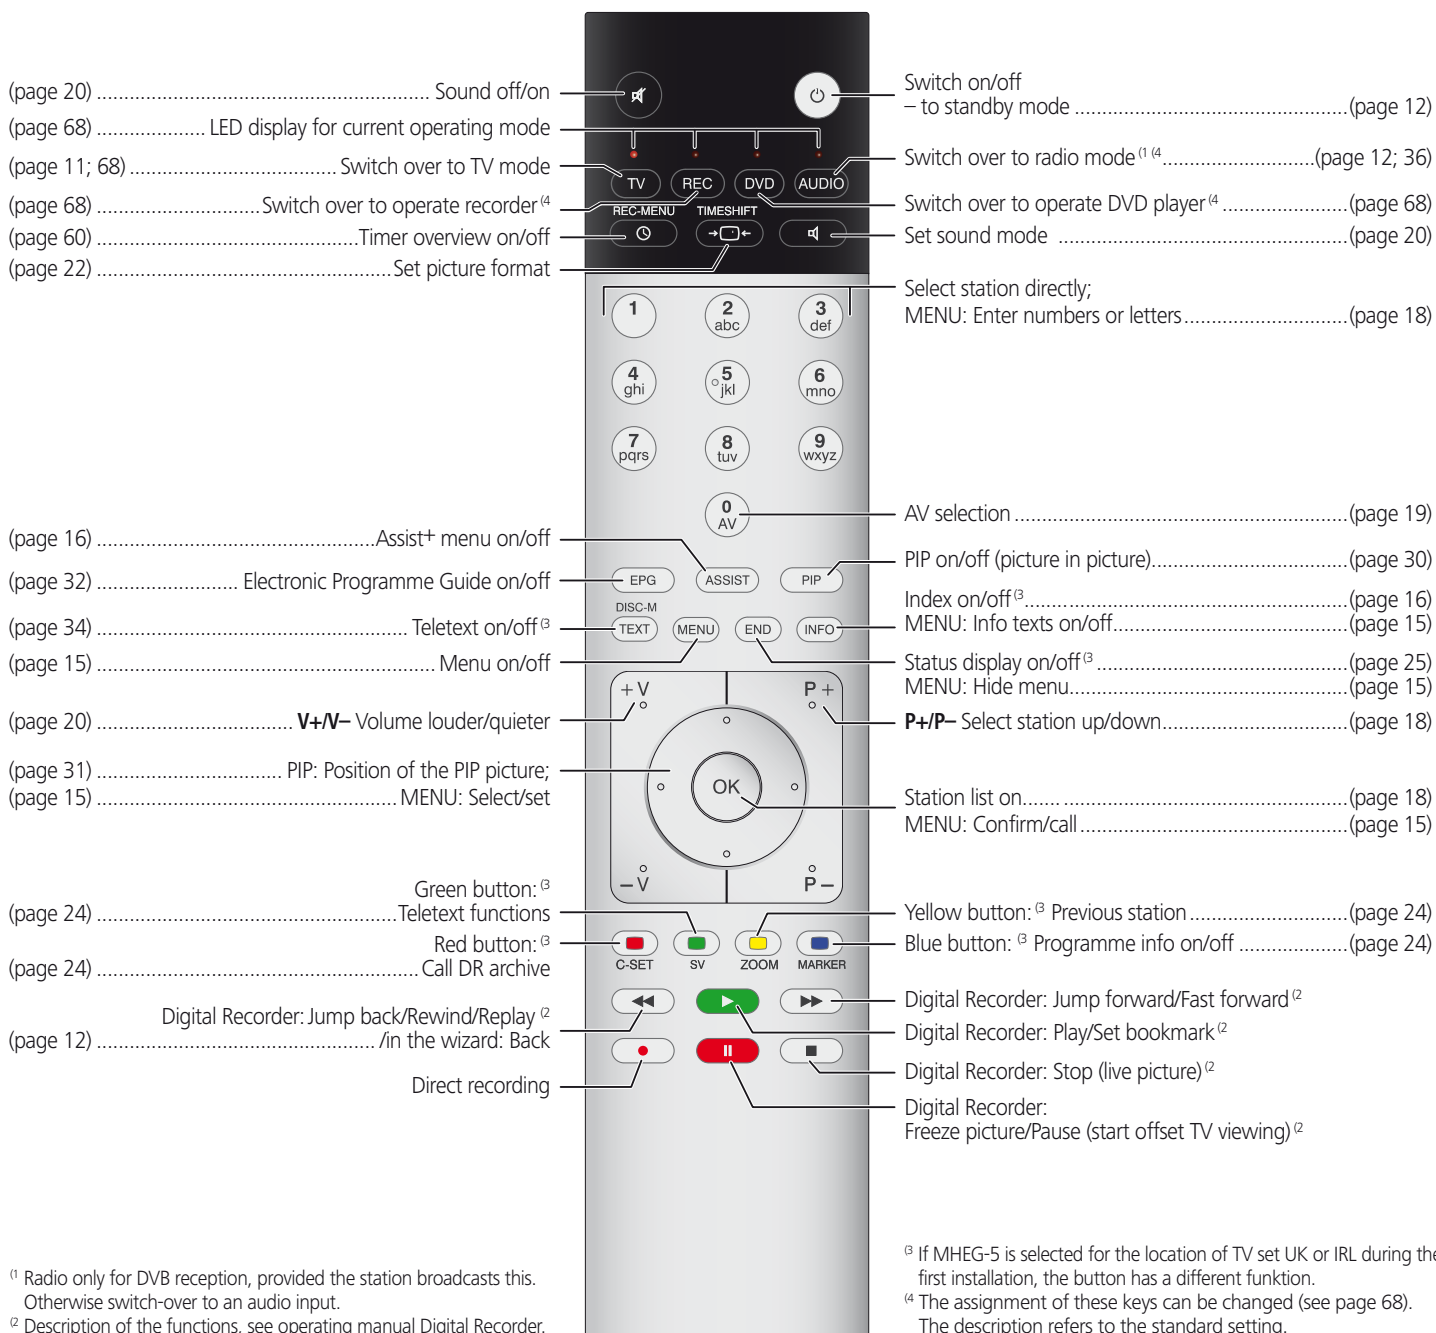 (page 20) ............................................................ Sound off/on
(page 68) .................... LED display for current operating mode
(page 11; 68) ...................................... Switch over to TV mode
(page 68) .............................. Switch over to operate recorder (4
(page 60) ............................................... Timer overview on/off
(page 22) ..................................................... Set picture format
(page 16) .................................................. Assist+ menu on/off
(page 32) .......................... Electronic Programme Guide on/off
(page 34) ........................................................ Teletext on/off (3
(page 15) ............................................................. Menu on/off
(page 20) .................................... V+/V– Volume louder/quieter
(page 31) .................................. PIP: Position of the PIP picture;
(page 15) ...................................................... MENU: Select/set
Green button: (3
(page 24) ...................................................... Teletext functions
Red button: (3
(page 24) .......................................................... Call DR archive
Digital Recorder: Jump back/Rewind/Replay (2
(page 12) .................................................. /in the wizard: Back
Direct recording
TV REC DVD AUDIO
REC-MENU TIMESHIFT
1 2 3
abc def
4 5 6
ghi jkl mno
7 8 9
pqrs tuv wxyz
0
AV
EPG ASSIST PIP
DISC-M
TEXT MENU END INFO
+ V P +
OK
– V P –
C-SET SV ZOOM MARKER
Switch on/off
– to standby mode ................................................. (page 12)
Switch over to radio mode (1 (4 ............................ (page 12; 36)
Switch over to operate DVD player (4 ....................... (page 68)
Set sound mode ..................................................... (page 20)
Select station directly;
MENU: Enter numbers or letters .............................. (page 18)
AV selection ............................................................. (page 19)
PIP on/off (picture in picture) .................................... (page 30)
Index on/off (3 ........................................................... (page 16)
MENU: Info texts on/off ........................................... (page 15)
Status display on/off (3 .............................................. (page 25)
MENU: Hide menu ................................................... (page 15)
P+/P– Select station up/down .................................. (page 18)
Station list on ........................................................... (page 18)
MENU: Confirm/call ................................................. (page 15)
Yellow button: (3 Previous station ............................. (page 24)
Blue button: (3 Programme info on/off .................... (page 24)
Digital Recorder: Jump forward/Fast forward (2
Digital Recorder: Play/Set bookmark (2
Digital Recorder: Stop (live picture) (2
Digital Recorder:
Freeze picture/Pause (start offset TV viewing) (2
(1 Radio only for DVB reception, provided the station broadcasts this.
Otherwise switch-over to an audio input.
(2 Description of the functions, see operating manual Digital Recorder.
(3 If MHEG-5 is selected for the location of TV set UK or IRL during the
first installation, the button has a different funktion.
(4 The assignment of these keys can be changed (see page 68).
The description refers to the standard setting.